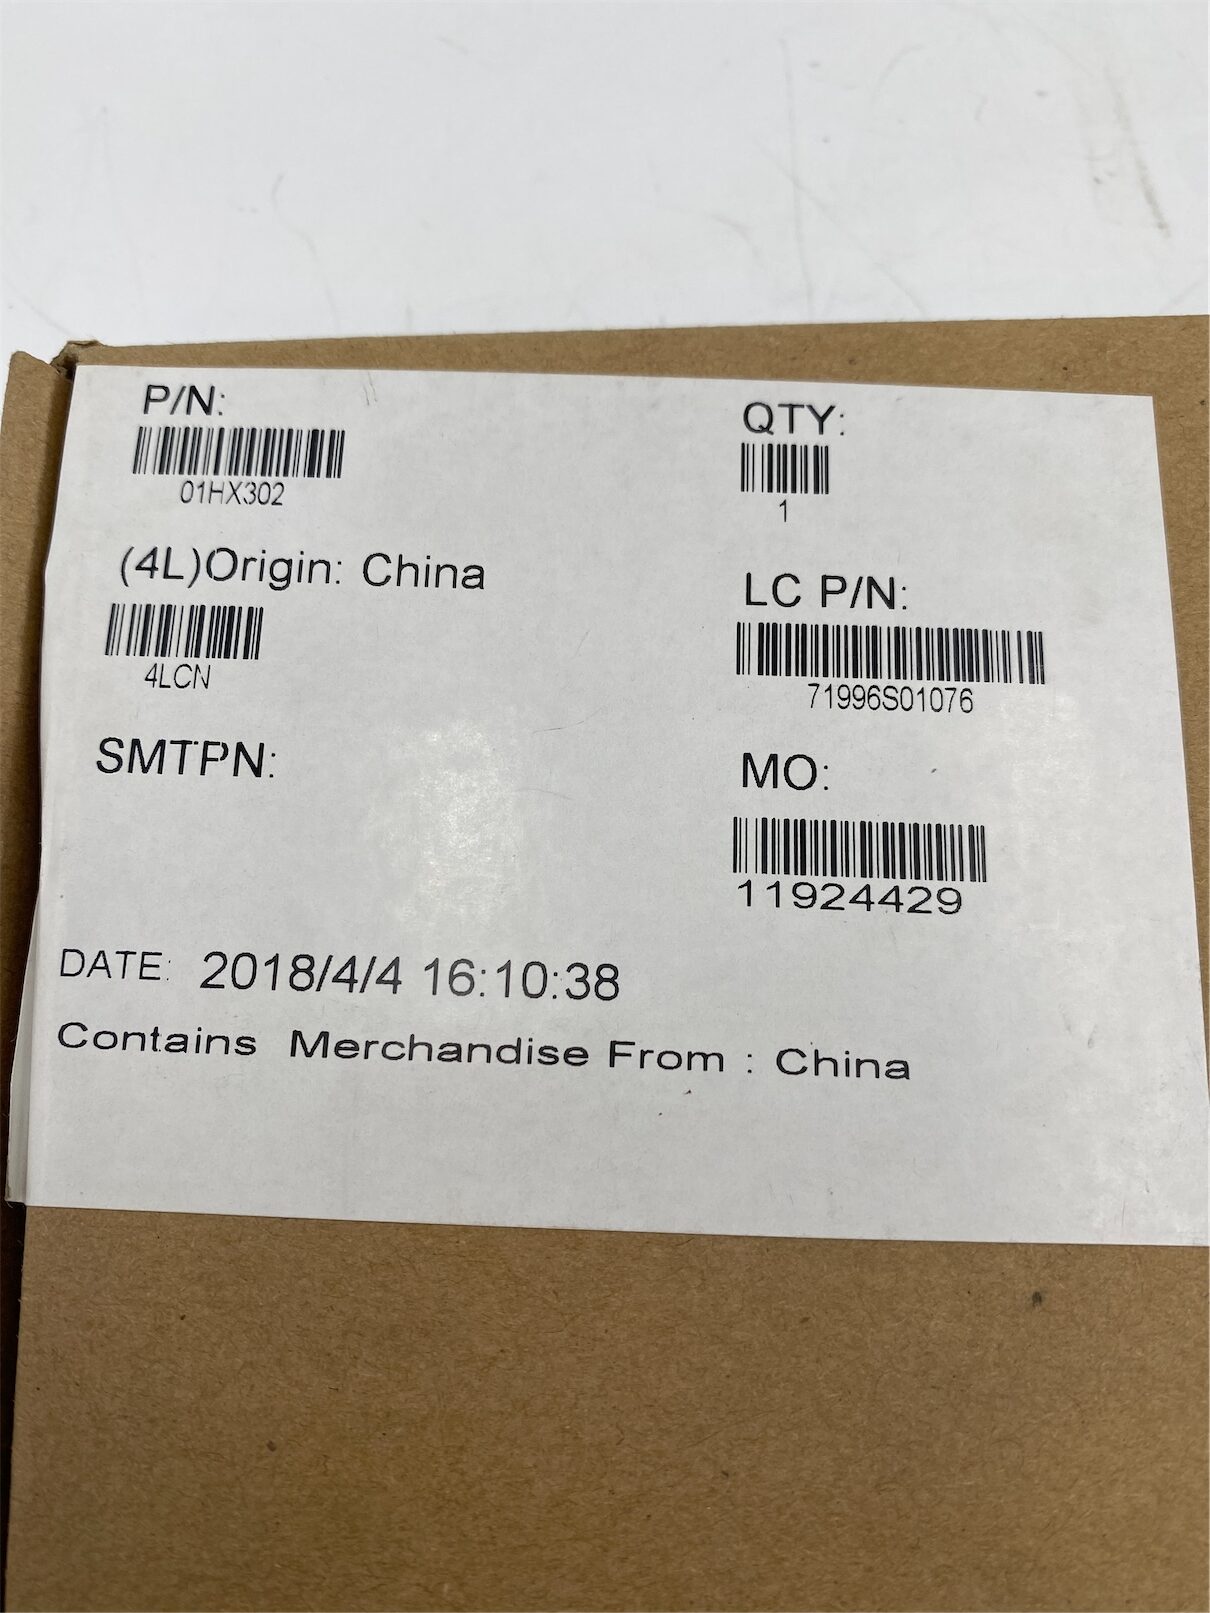 P/N:
01HX302
QTY:
1
(4L)Origin: China
4LCN
LC P/N:
71996S01076
SMTPN:
MO:
11924429
DATE: 2018/4/4 16:10:38
Contains Merchandise From : China